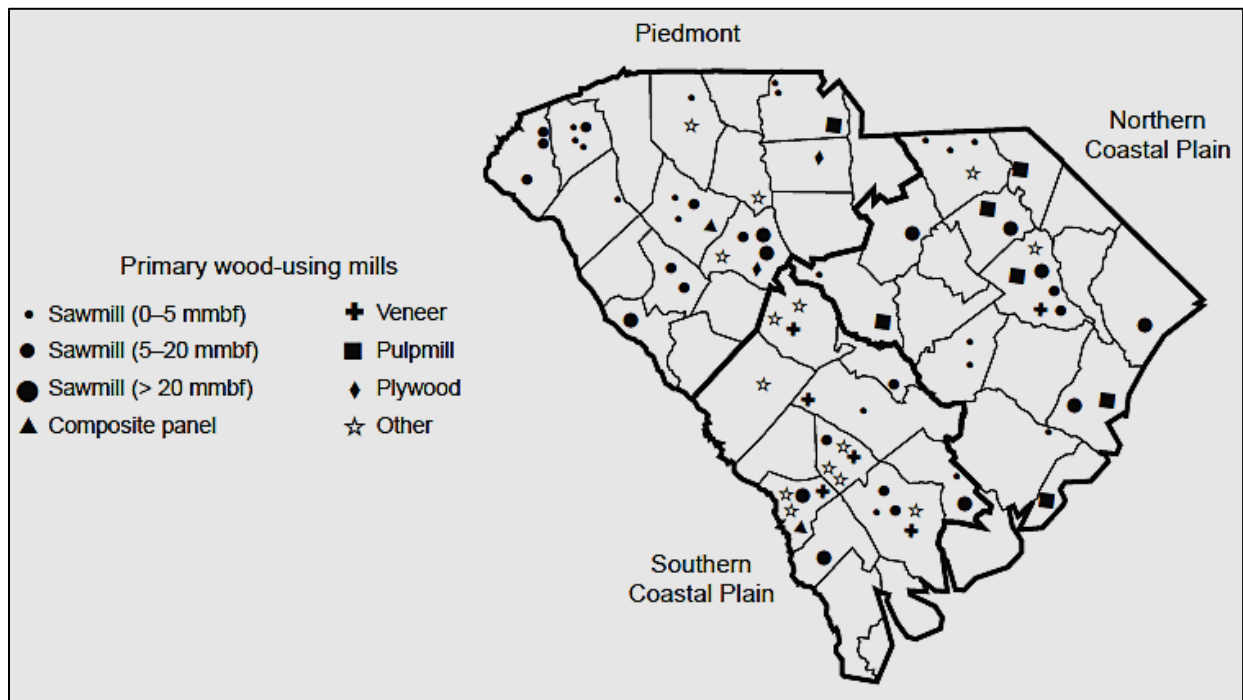 Piedmont
Northern
Coastal Plain
Primary wood-using mills
Sawmill (0–5 mmbf)
Sawmill (5–20 mmbf)
Sawmill (> 20 mmbf)
Composite panel
Veneer
Pulpmill
Plywood
Other
Southern
Coastal Plain